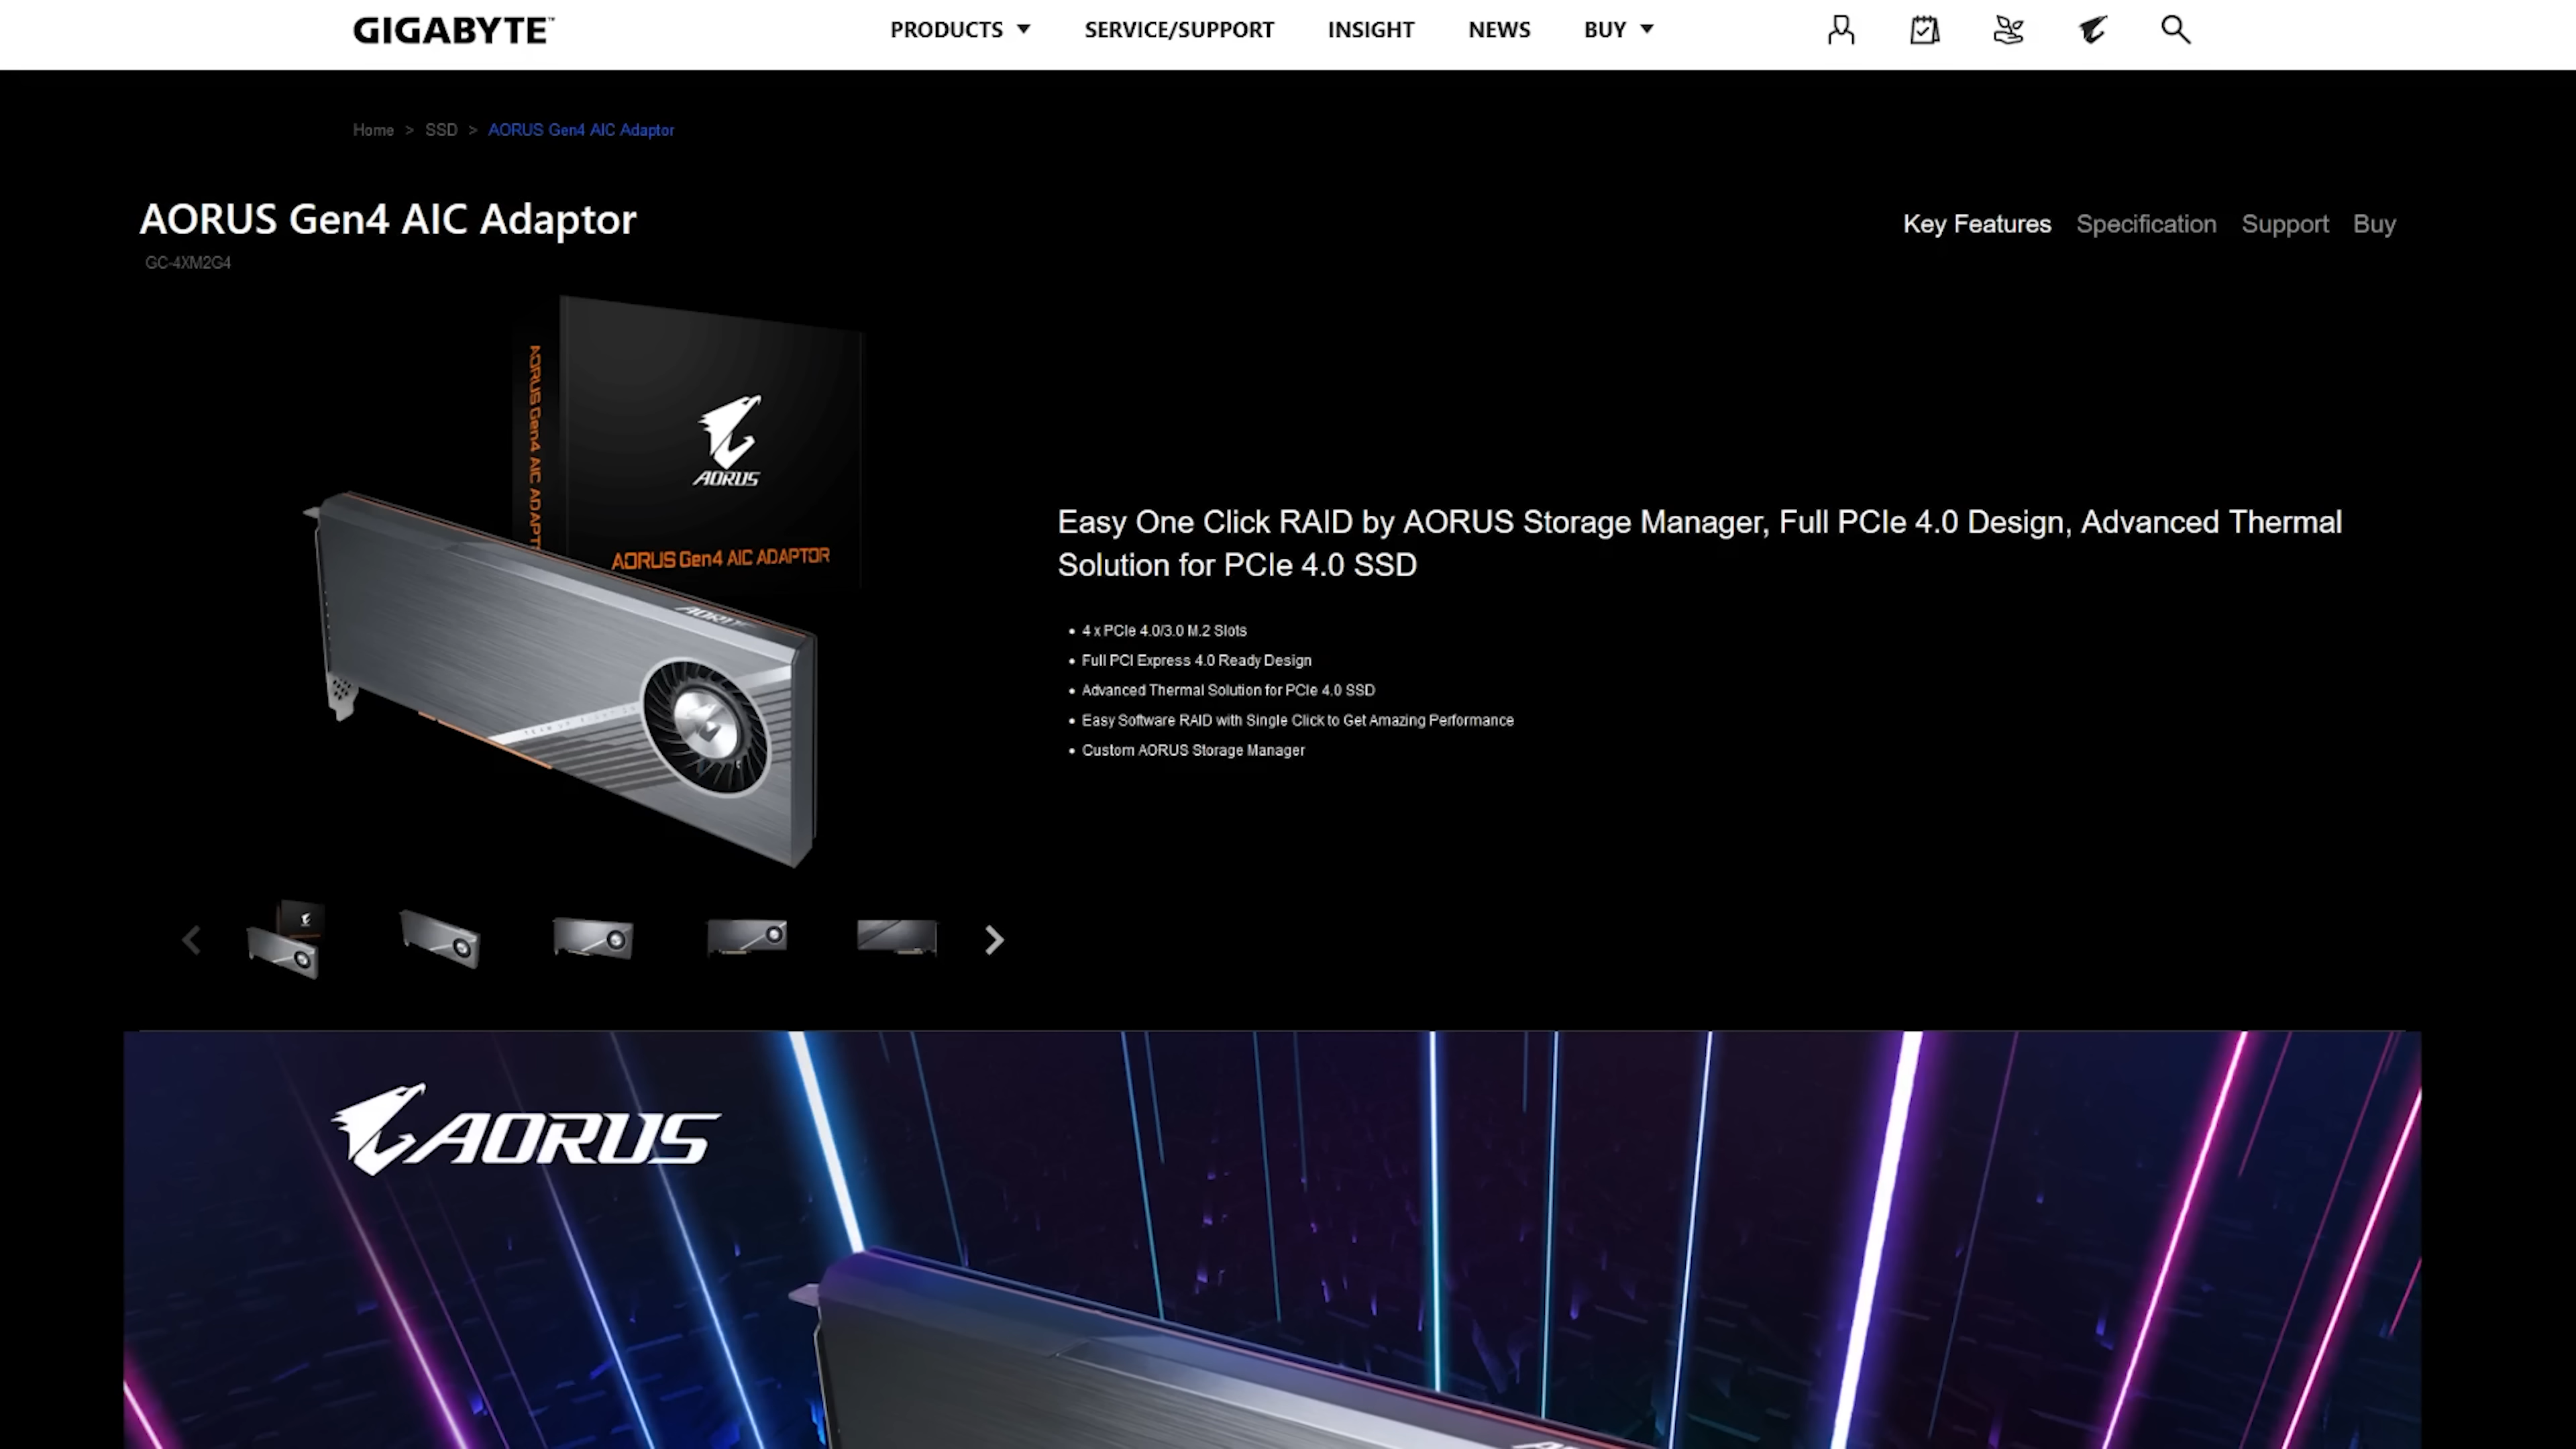 GIGABYTE™
PRODUCTS
SERVICE/SUPPORT
INSIGHT
NEWS
BUY
Home > SSD > AORUS Gen4 AIC Adaptor
AORUS Gen4 AIC Adaptor
GC-4XM2G4
Key Features
Specification
Support
Buy
AORUS Gen4 AIC ADAPT
AORUS
AORUS Gen4 AIC ADAPTOR
AORUS
Easy One Click RAID by AORUS Storage Manager, Full PCIe 4.0 Design, Advanced Thermal
Solution for PCIe 4.0 SSD
• 4 x PCIe 4.0/3.0 M.2 Slots
• Full PCI Express 4.0 Ready Design
• Advanced Thermal Solution for PCIe 4.0 SSD
• Easy Software RAID with Single Click to Get Amazing Performance
• Custom AORUS Storage Manager
AORUS